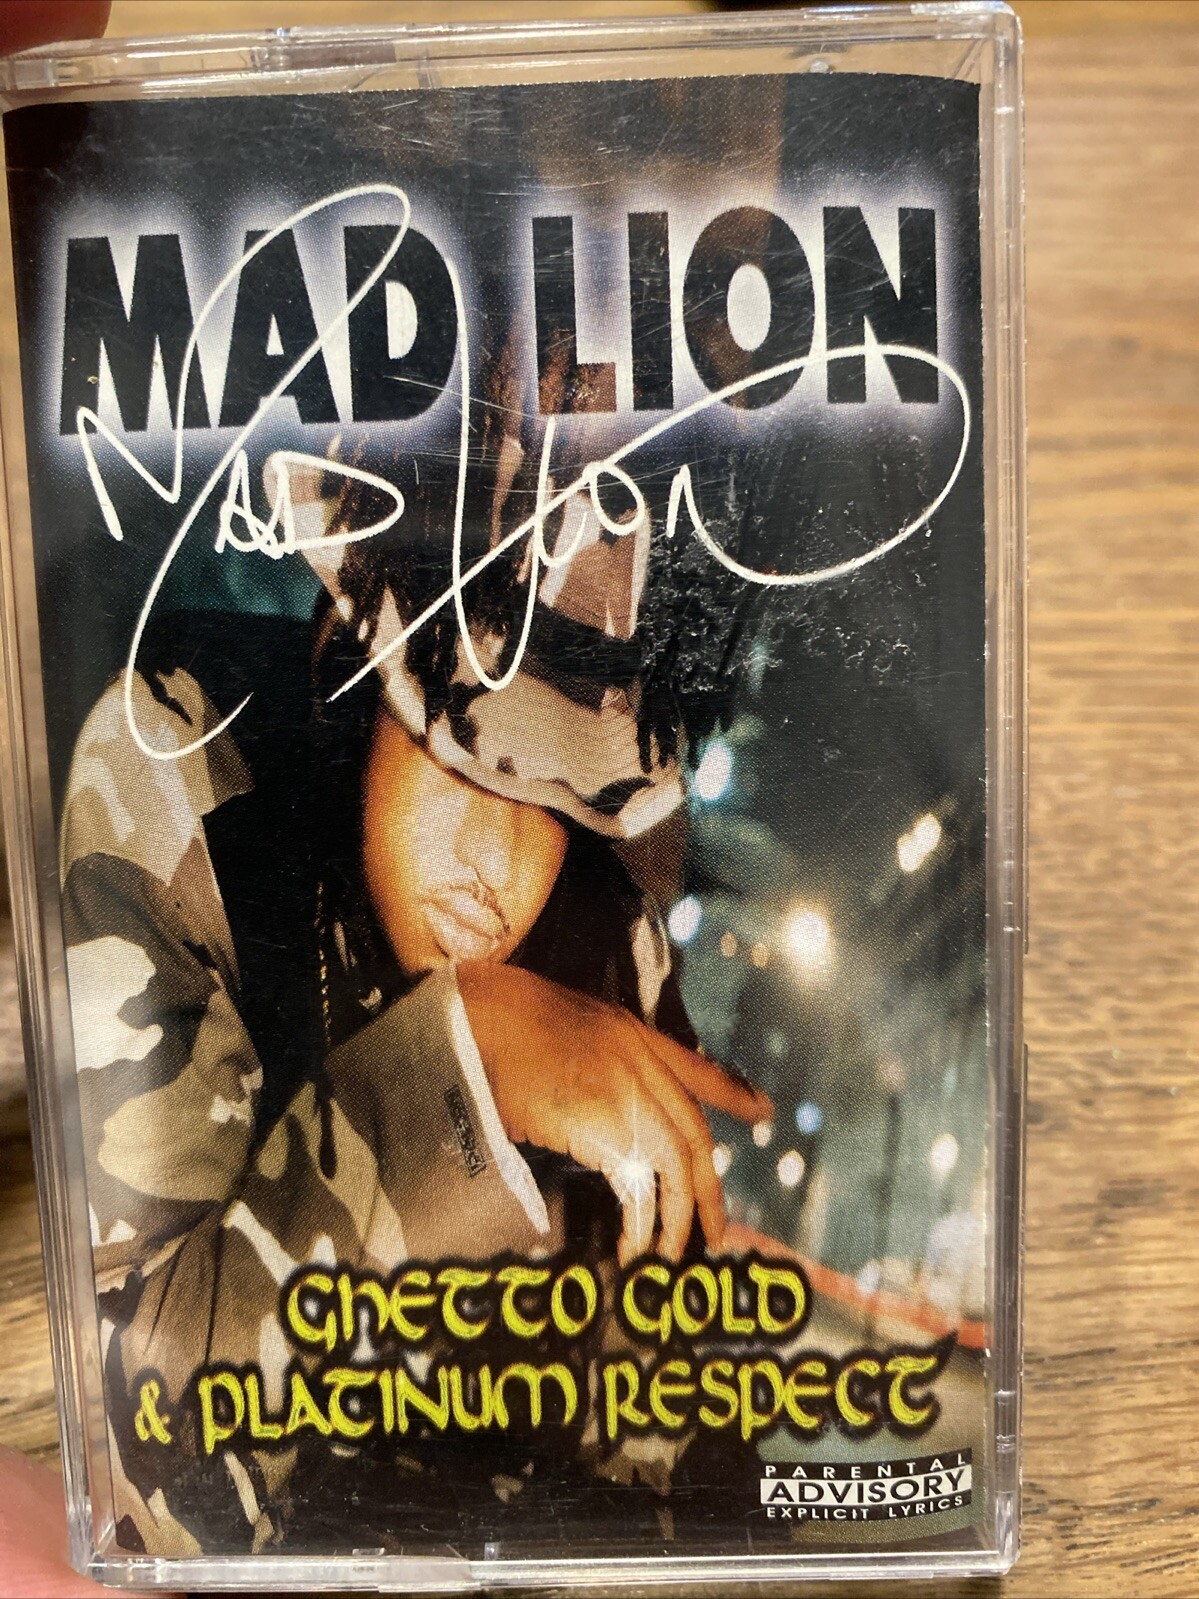 MAD LION
Mad Lion
GHETTO GOLD
& PLATINUM RESPECT
PARENTAL
ADVISORY
EXPLICIT LYRICS